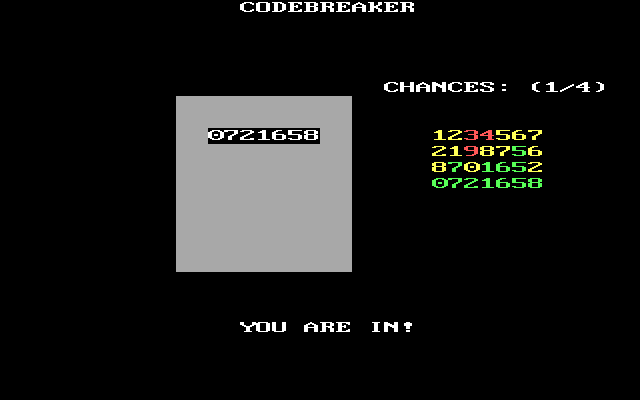 CODEBREAKER
CHANCES: (1/4)
0721658
1234567
2198756
8701652
0721658
YOU ARE IN!